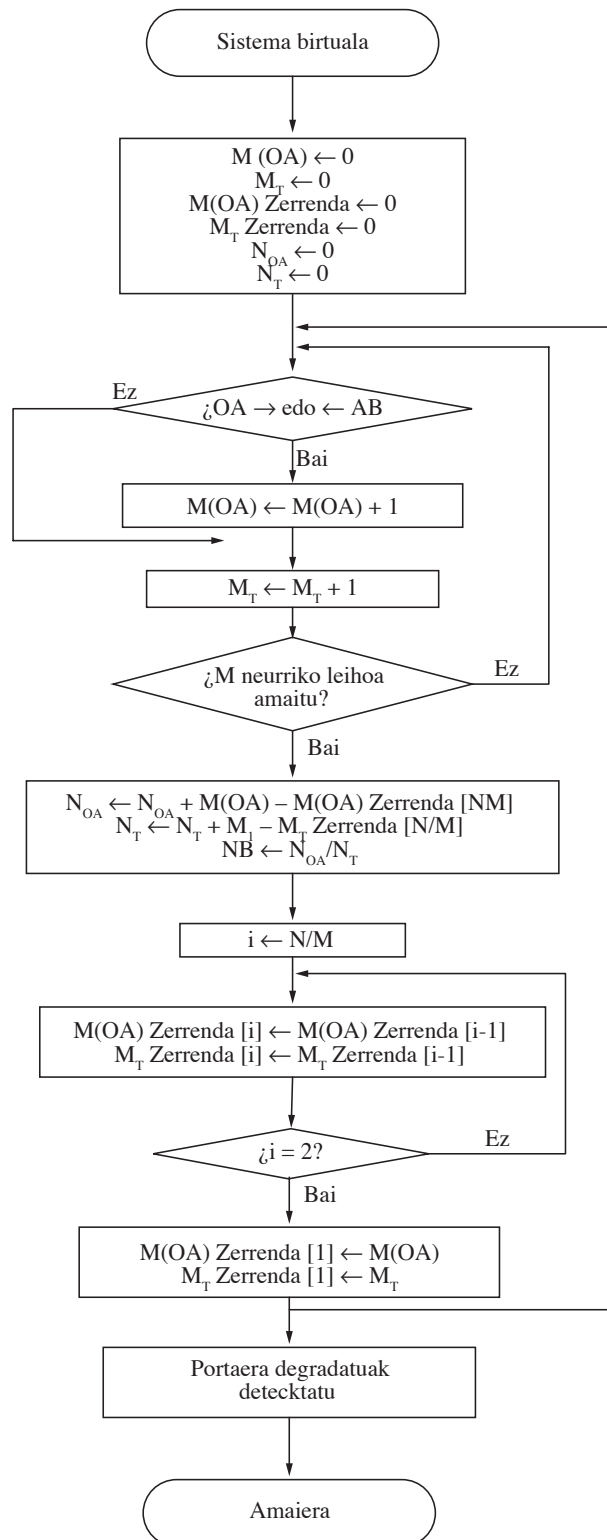 Sistema birtuala
M (OA) ← 0
M_T ← 0
M(OA) Zerrenda ← 0
M_T Zerrenda ← 0
N_OA ← 0
N_T ← 0
Ez
¿OA → edo ← AB
Bai
M(OA) ← M(OA) + 1
M_T ← M_T + 1
¿M neurriko leihoa
amaitu?
Ez
Bai
N_OA ← N_OA + M(OA) – M(OA) Zerrenda [NM]
N_T ← N_T + M_1 – M_T Zerrenda [N/M]
NB ← N_OA/N_T
i ← N/M
M(OA) Zerrenda [i] ← M(OA) Zerrenda [i-1]
M_T Zerrenda [i] ← M_T Zerrenda [i-1]
¿i = 2?
Ez
Bai
M(OA) Zerrenda [1] ← M(OA)
M_T Zerrenda [1] ← M_T
Portaera degradatuak
detecktatu
Amaiera